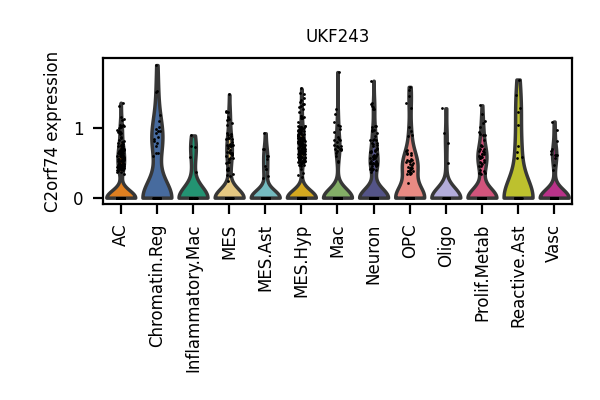 UKF243
C2orf74 expression
1
0
AC
Chromatin.Reg
Inflammatory.Mac
MES
MES.Ast
MES.Hyp
Mac
Neuron
OPC
Oligo
Prolif.Metab
Reactive.Ast
Vasc